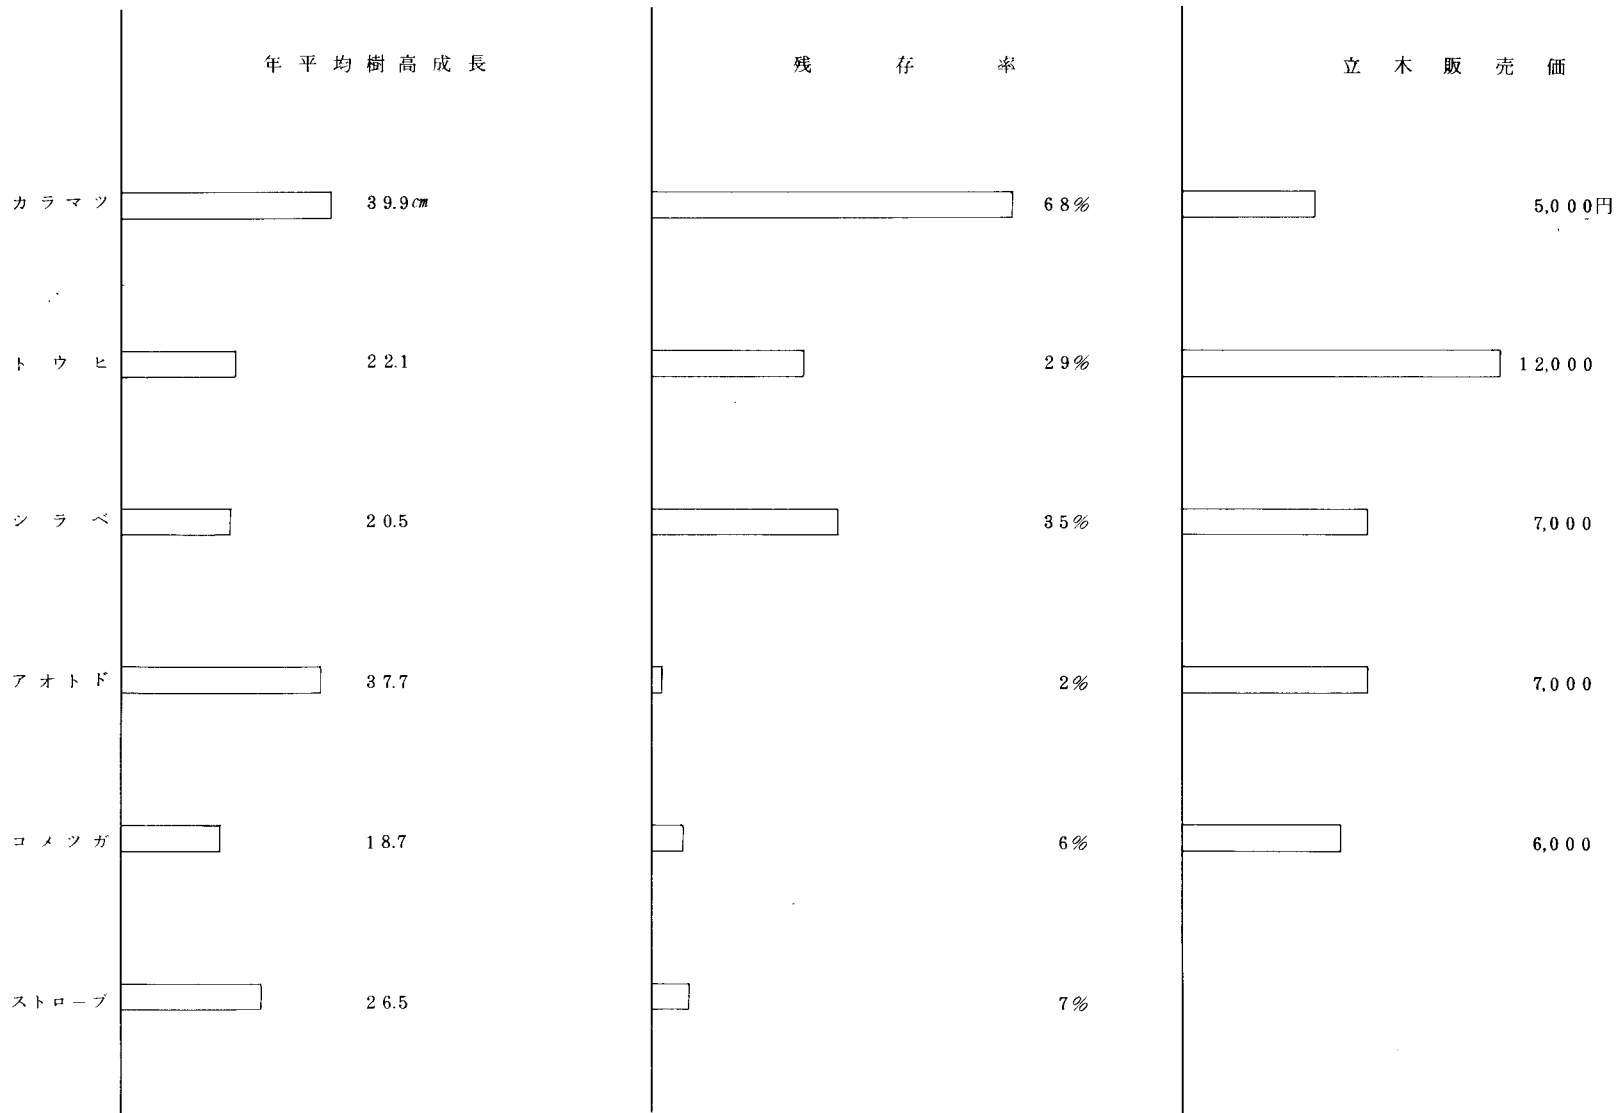 年平均樹高成長 残存率 立木販売価
カラマツ 39.9cm 68% 5,000円
トウヒ 22.1 29% 12,000
シラベ 20.5 35% 7,000
アオトド 37.7 2% 7,000
コメツガ 18.7 6% 6,000
ストローブ 26.5 7%